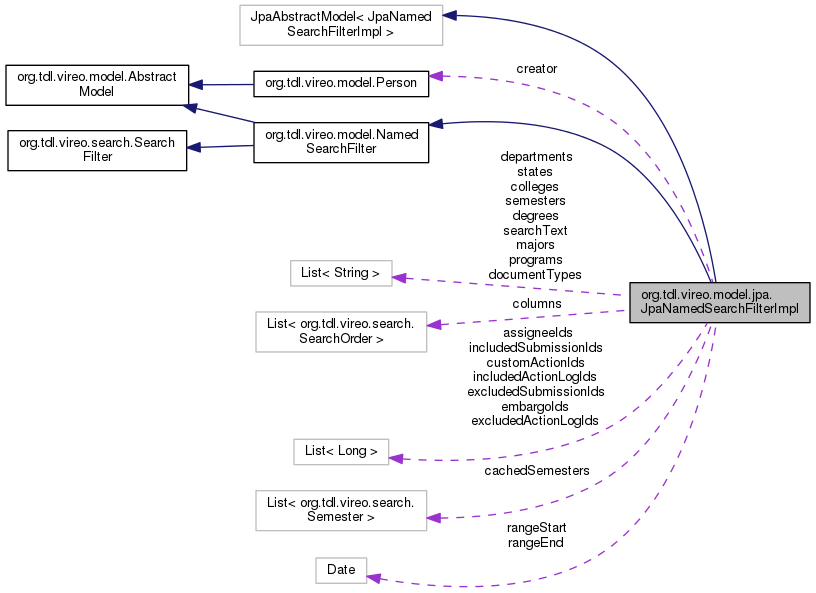 JpaAbstractModel< JpaNamed
SearchFilterImpl >
org.tdl.vireo.model.Abstract
Model
org.tdl.vireo.model.Person
creator
org.tdl.vireo.model.Named
SearchFilter
org.tdl.vireo.search.Search
Filter
departments
states
colleges
semesters
degrees
searchText
majors
programs
documentTypes
List< String >
org.tdl.vireo.model.jpa.
JpaNamedSearchFilterImpl
columns
List< org.tdl.vireo.search.
SearchOrder >
assigneeIds
includedSubmissionIds
customActionIds
includedActionLogIds
excludedSubmissionIds
embargoIds
excludedActionLogIds
List< Long >
cachedSemesters
List< org.tdl.vireo.search.
Semester >
rangeStart
rangeEnd
Date